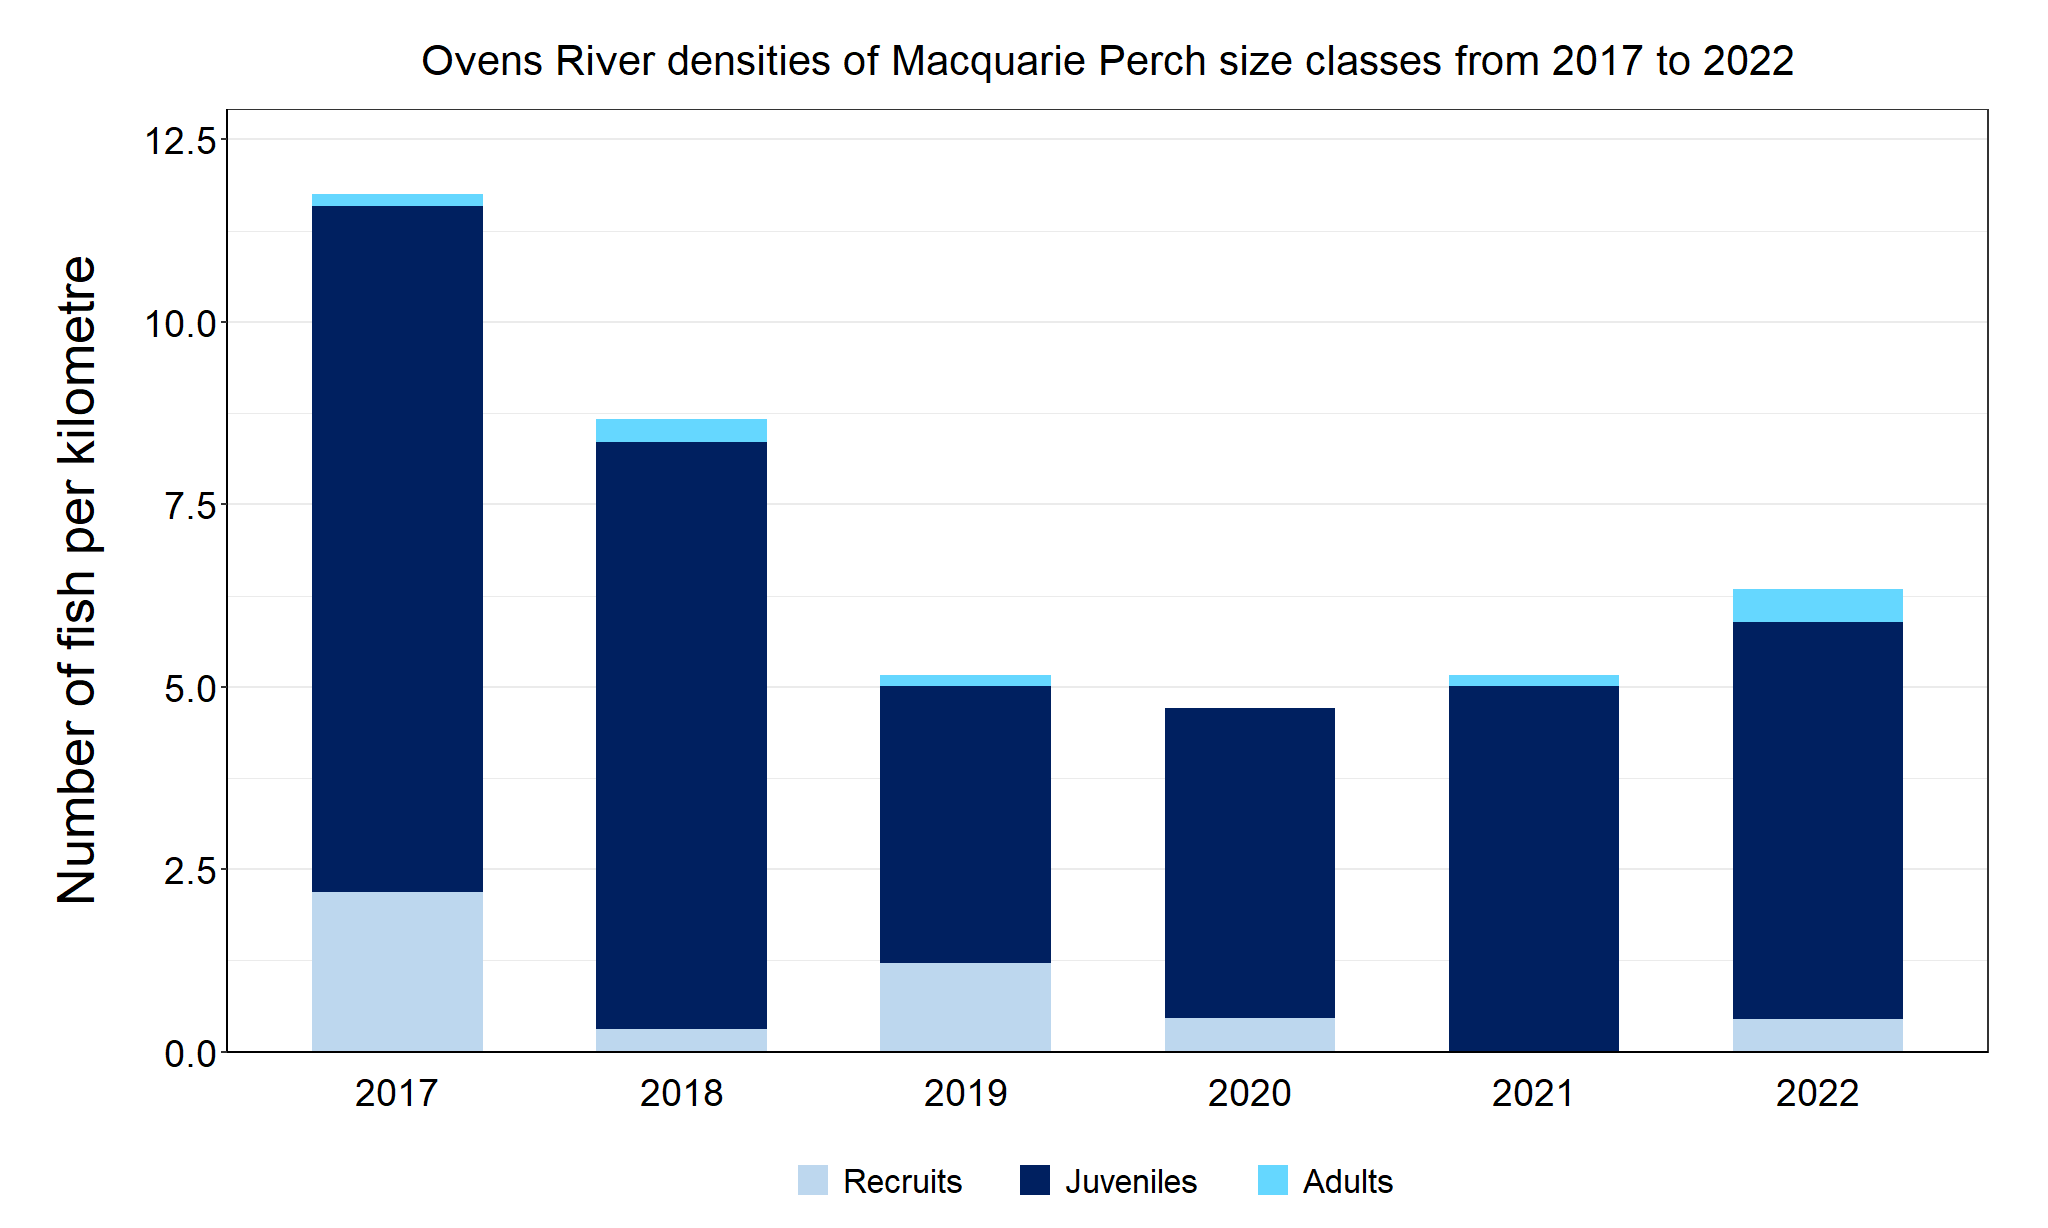 Ovens River densities of Macquarie Perch size classes from 2017 to 2022
Number of fish per kilometre
12.5
10.0
7.5
5.0
2.5
0.0
2017 2018 2019 2020 2021 2022
Recruits Juveniles Adults